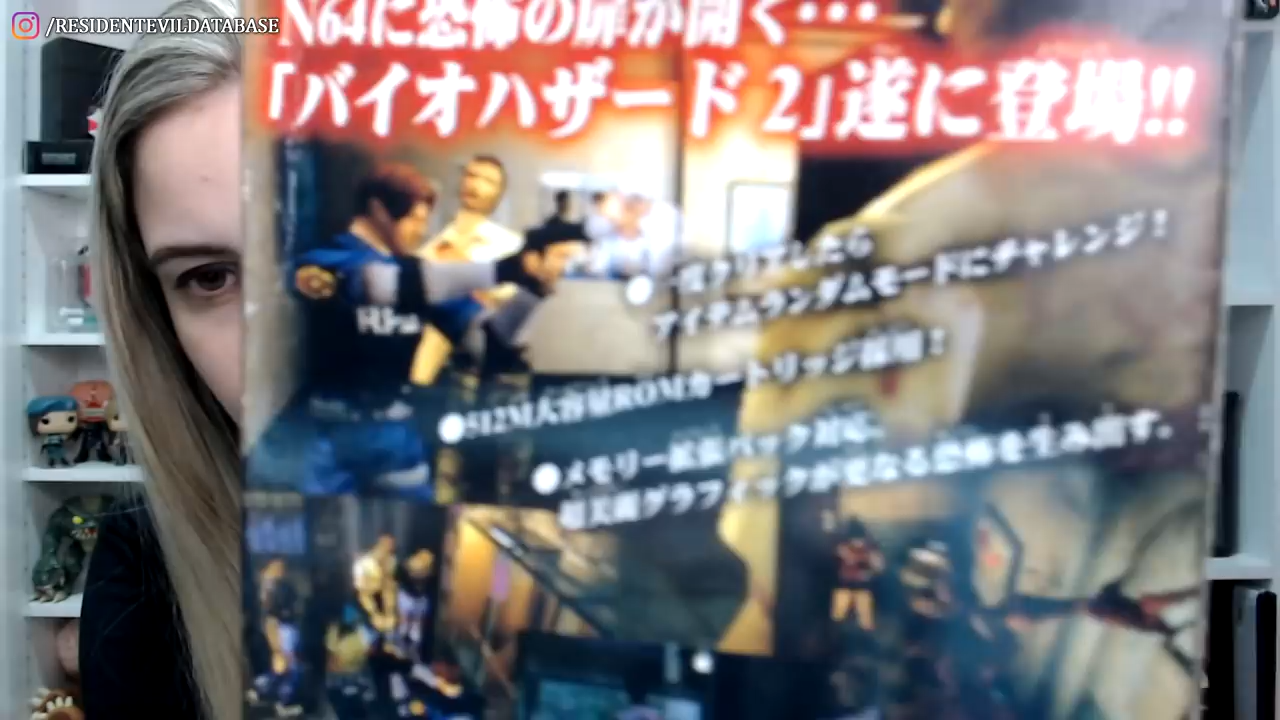 /RESIDENTEVILDATABASE
N64に恐怖の扉が開く・・・
「バイオハザード 2」遂に登場!!
●一度クリアしたら
アイテムランダムモードにチャレンジ!
●512M大容量ROMカートリッジ採用!
●メモリー拡張パック対応。
超美麗グラフィックが更なる恐怖を生み出す。